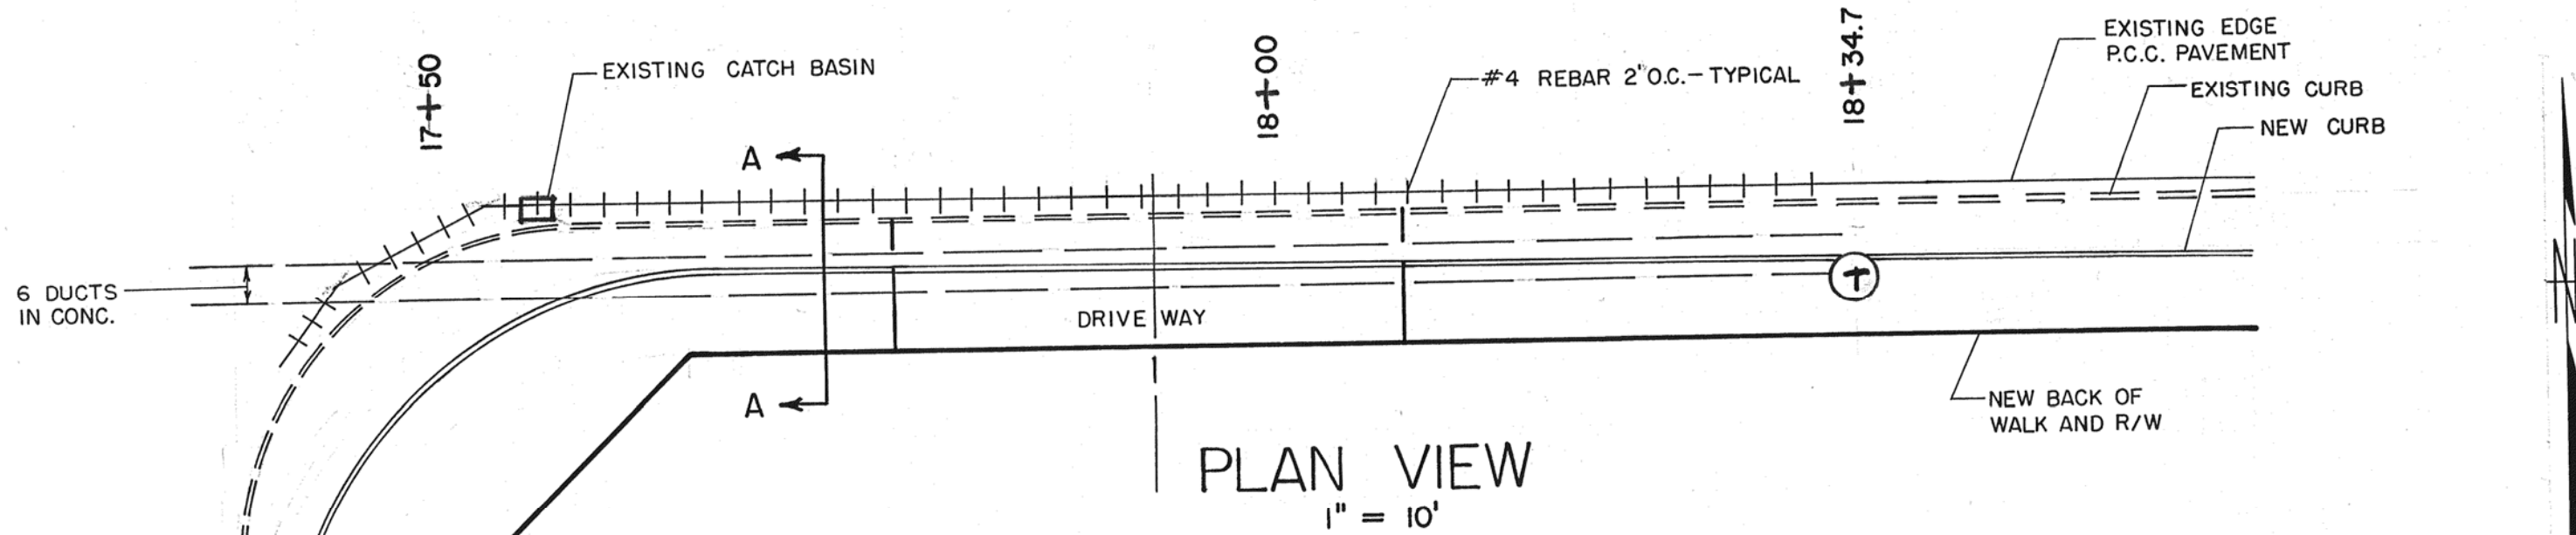 17+50
EXISTING CATCH BASIN
18+00
#4 REBAR 2' O.C. – TYPICAL
18+34.7
EXISTING EDGE
P.C.C. PAVEMENT
EXISTING CURB
NEW CURB
A
6 DUCTS
IN CONC.
DRIVE WAY
T
A
NEW BACK OF
WALK AND R/W
PLAN VIEW
1" = 10'
N